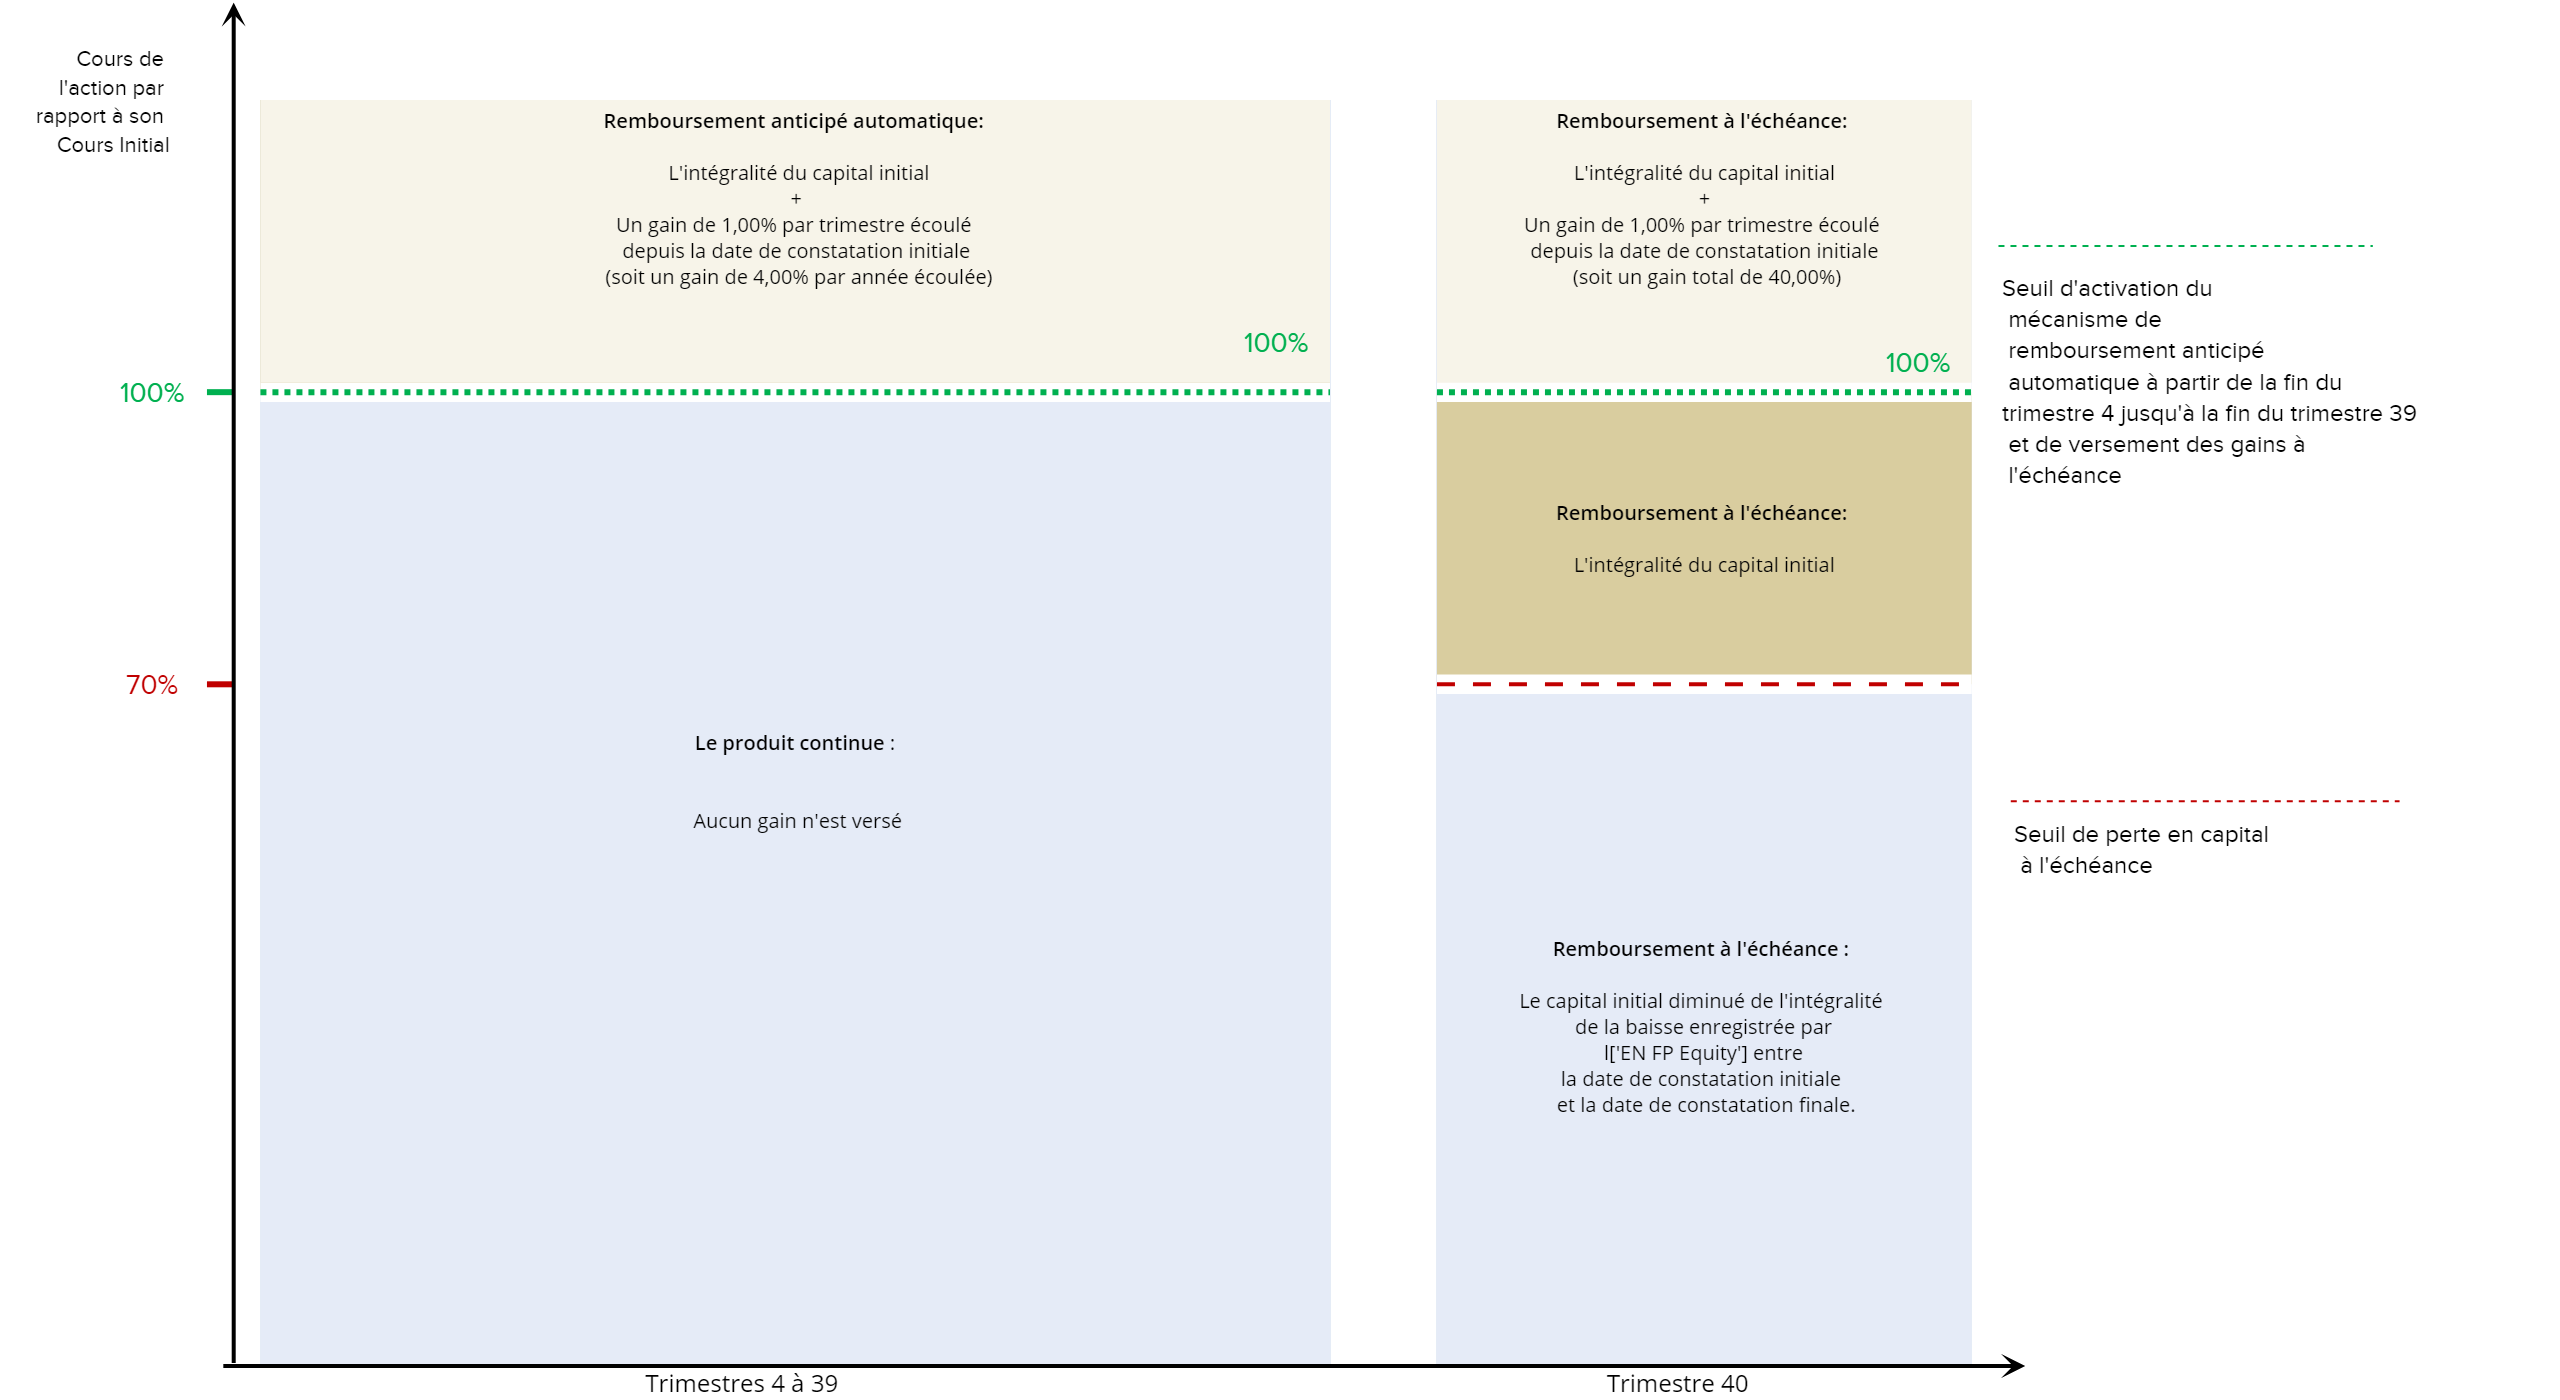 Cours de
l'action par
rapport à son
Cours Initial
Remboursement anticipé automatique:
L'intégralité du capital initial
+
Un gain de 1,00% par trimestre écoulé
depuis la date de constatation initiale
(soit un gain de 4,00% par année écoulée)
100%
Remboursement à l'échéance:
L'intégralité du capital initial
+
Un gain de 1,00% par trimestre écoulé
depuis la date de constatation initiale
(soit un gain total de 40,00%)
100%
Seuil d'activation du
mécanisme de
remboursement anticipé
automatique à partir de la fin du
trimestre 4 jusqu'à la fin du trimestre 39
et de versement des gains à
l'échéance
100%
Remboursement à l'échéance:
L'intégralité du capital initial
70%
Le produit continue :
Aucun gain n'est versé
Seuil de perte en capital
à l'échéance
Remboursement à l'échéance :
Le capital initial diminué de l'intégralité
de la baisse enregistrée par
l['EN FP Equity'] entre
la date de constatation initiale
et la date de constatation finale.
Trimestres 4 à 39
Trimestre 40